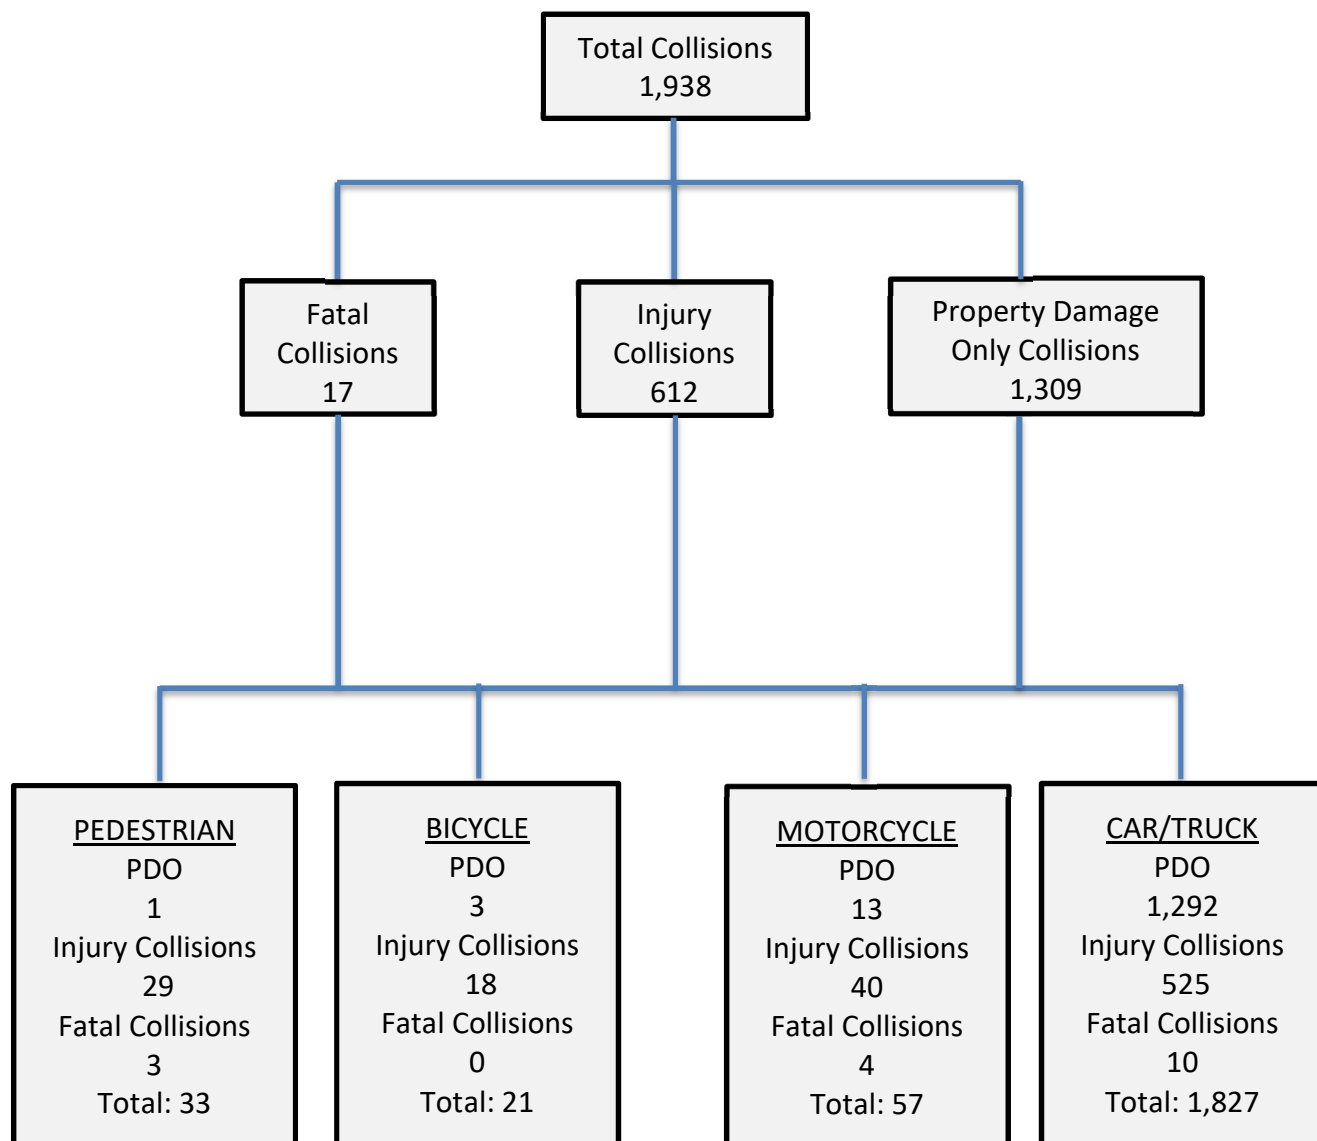 Total Collisions
1,938
Fatal
Collisions
17
Injury
Collisions
612
Property Damage
Only Collisions
1,309
PEDESTRIAN
PDO
1
Injury Collisions
29
Fatal Collisions
3
Total: 33
BICYCLE
PDO
3
Injury Collisions
18
Fatal Collisions
0
Total: 21
MOTORCYCLE
PDO
13
Injury Collisions
40
Fatal Collisions
4
Total: 57
CAR/TRUCK
PDO
1,292
Injury Collisions
525
Fatal Collisions
10
Total: 1,827